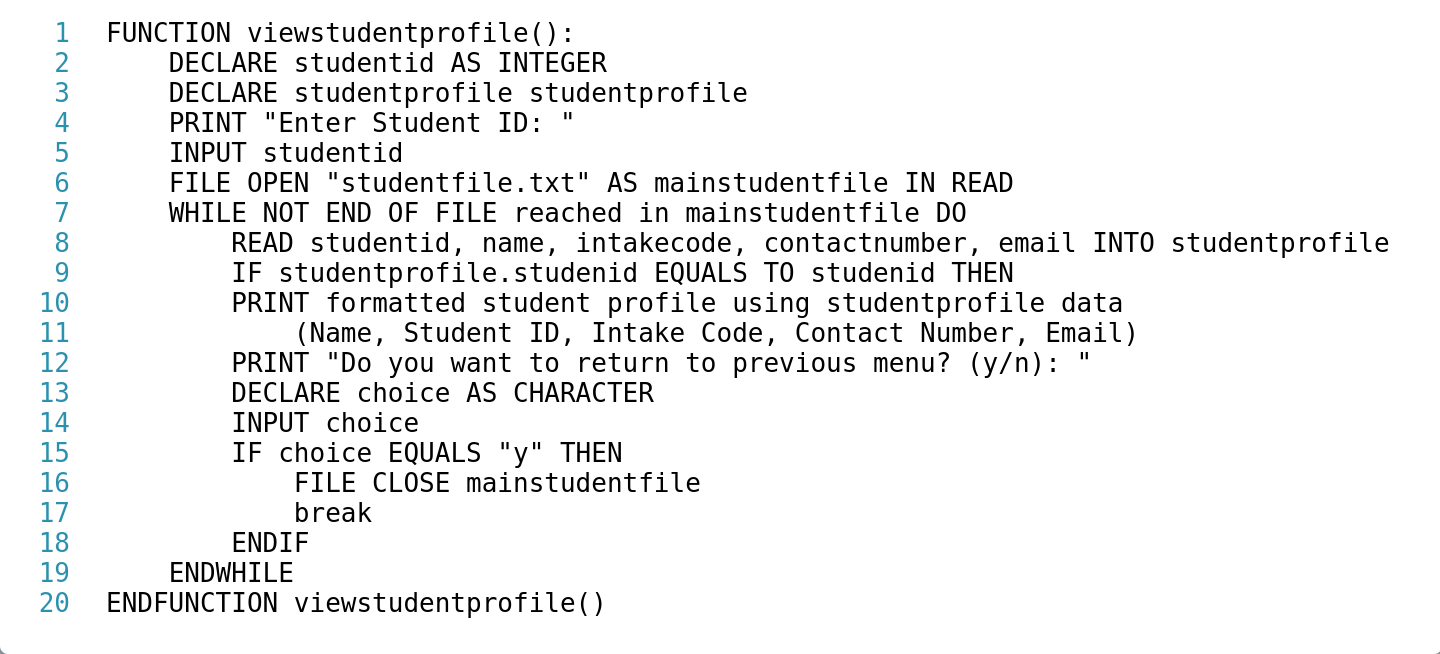 1 FUNCTION viewstudentprofile():
2 DECLARE studentid AS INTEGER
3 DECLARE studentprofile studentprofile
4 PRINT "Enter Student ID: "
5 INPUT studentid
6 FILE OPEN "studentfile.txt" AS mainstudentfile IN READ
7 WHILE NOT END OF FILE reached in mainstudentfile DO
8 READ studentid, name, intakecode, contactnumber, email INTO studentprofile
9 IF studentprofile.studenid EQUALS TO studenid THEN
10 PRINT formatted student profile using studentprofile data
11 (Name, Student ID, Intake Code, Contact Number, Email)
12 PRINT "Do you want to return to previous menu? (y/n): "
13 DECLARE choice AS CHARACTER
14 INPUT choice
15 IF choice EQUALS "y" THEN
16 FILE CLOSE mainstudentfile
17 break
18 ENDIF
19 ENDWHILE
20 ENDFUNCTION viewstudentprofile()